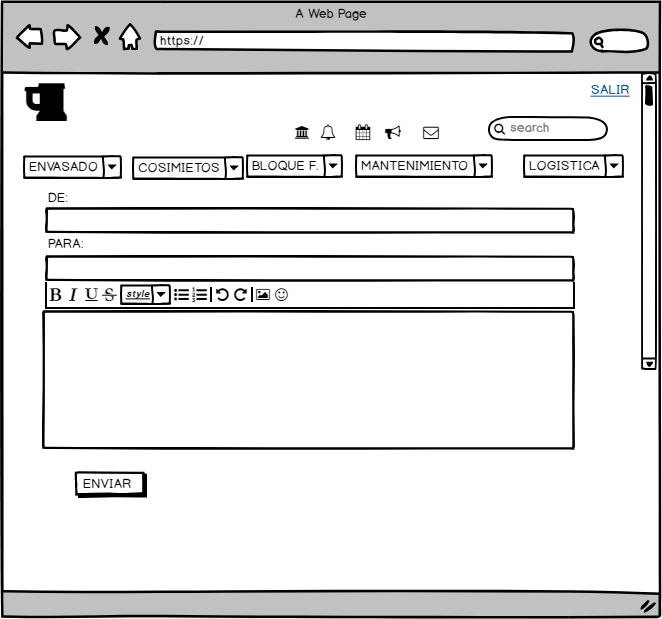 A Web Page
https://
SALIR
search
ENVASADO COSIMIETOS BLOQUE F. MANTENIMIENTO LOGISTICA
DE:
PARA:
B I U S style
ENVIAR